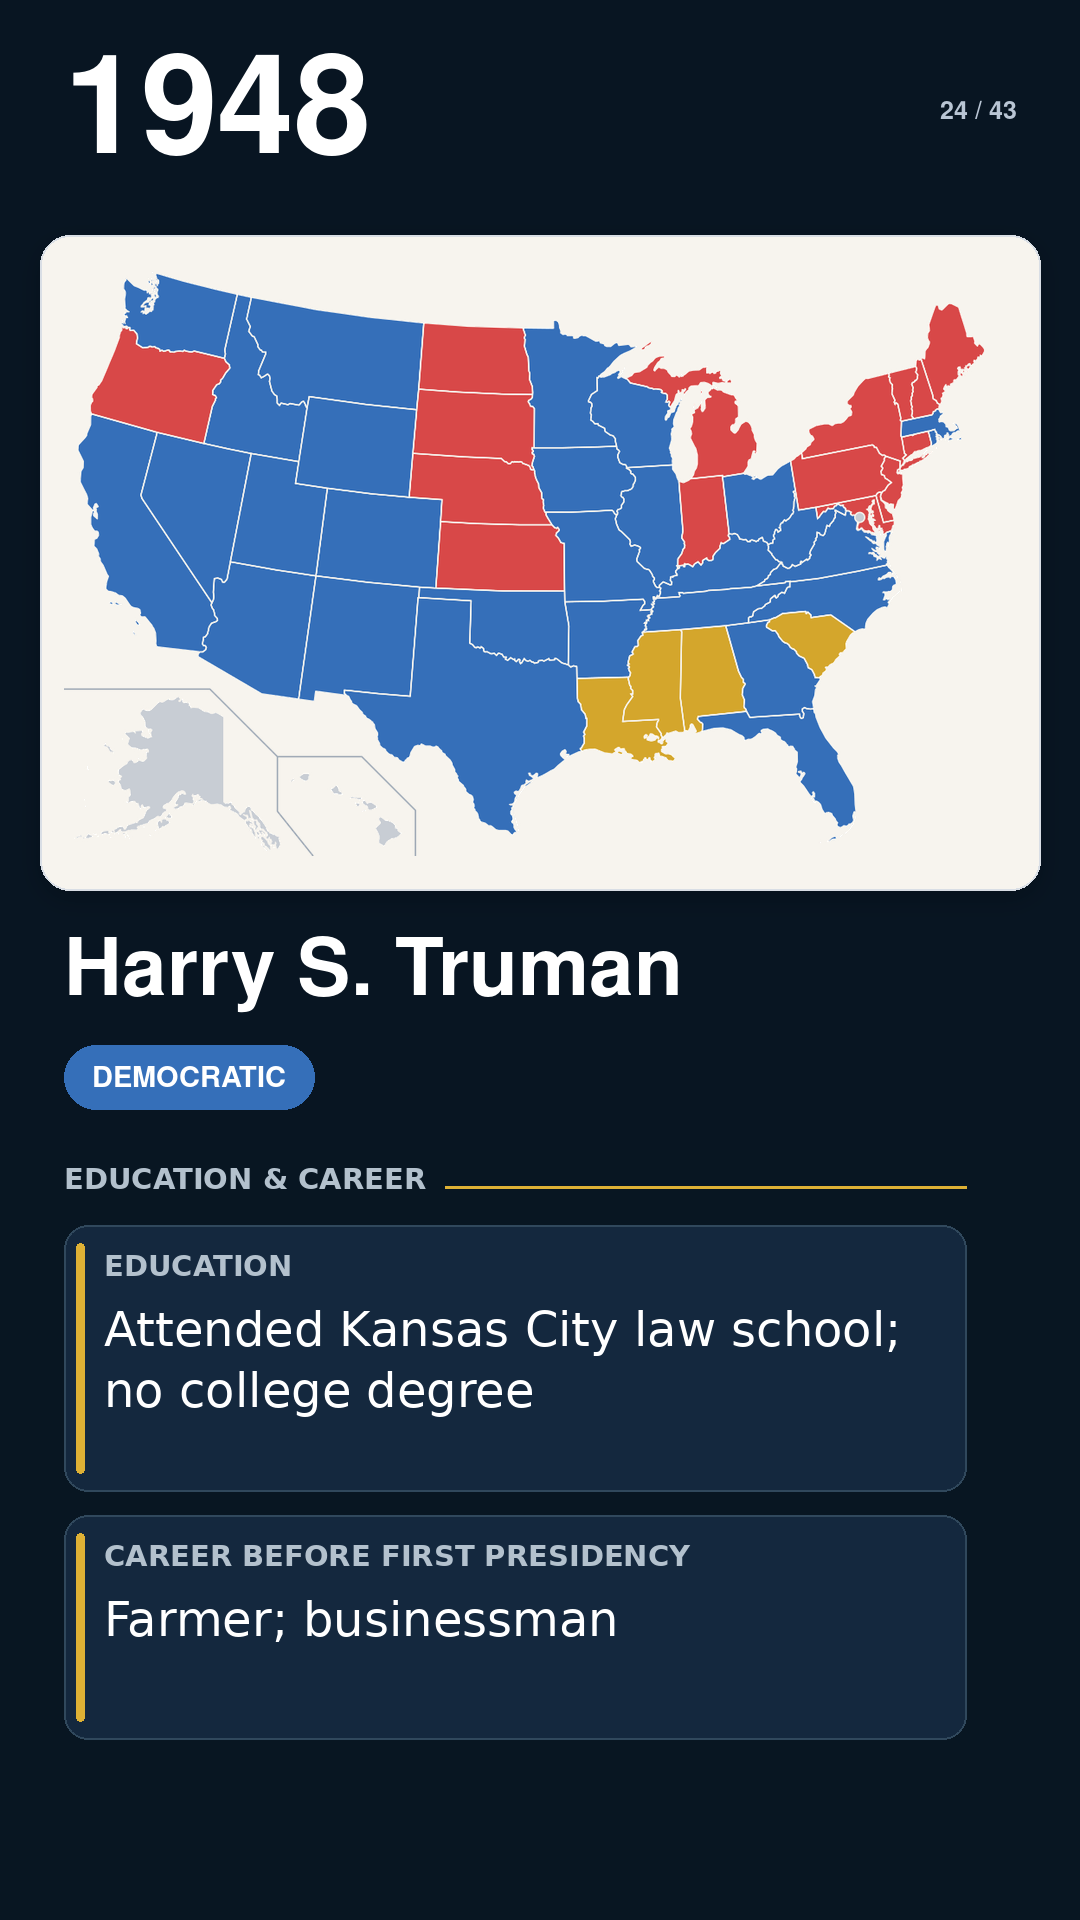 1948
24 / 43
Harry S. Truman
DEMOCRATIC
EDUCATION & CAREER
EDUCATION
Attended Kansas City law school;
no college degree
CAREER BEFORE FIRST PRESIDENCY
Farmer; businessman